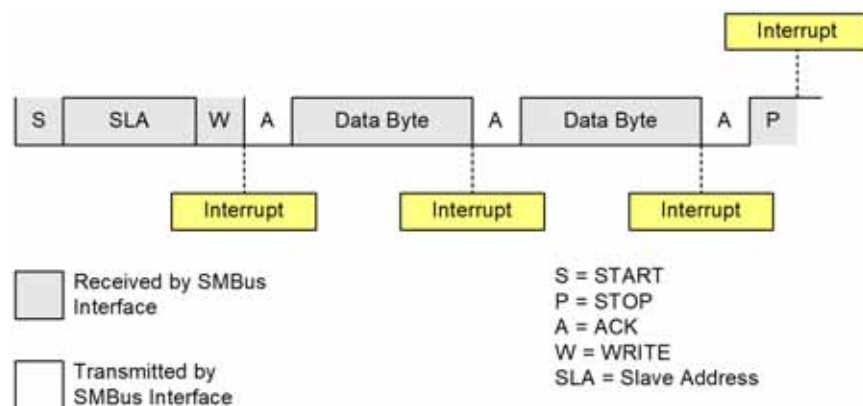 Interrupt
S SLA W A Data Byte A Data Byte A P
Interrupt Interrupt Interrupt
Received by SMBus
Interface
Transmitted by
SMBus Interface
S = START
P = STOP
A = ACK
W = WRITE
SLA = Slave Address